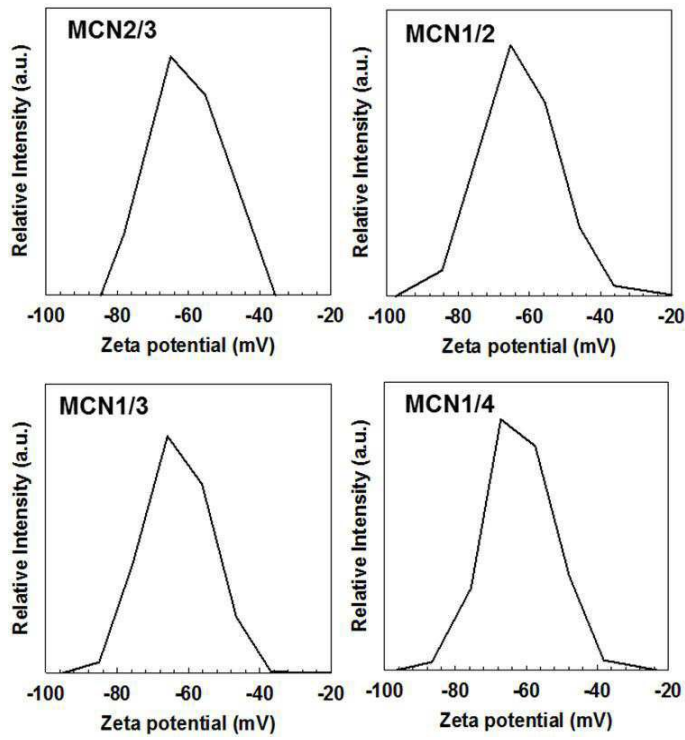 MCN2/3
Relative Intensity (a.u.)
-100 -80 -60 -40 -20
Zeta potential (mV)
MCN1/2
Relative Intensity (a.u.)
-100 -80 -60 -40 -20
Zeta potential (mV)
MCN1/3
Relative Intensity (a.u.)
-100 -80 -60 -40 -20
Zeta potential (mV)
MCN1/4
Relative Intensity (a.u.)
-100 -80 -60 -40 -20
Zeta potential (mV)